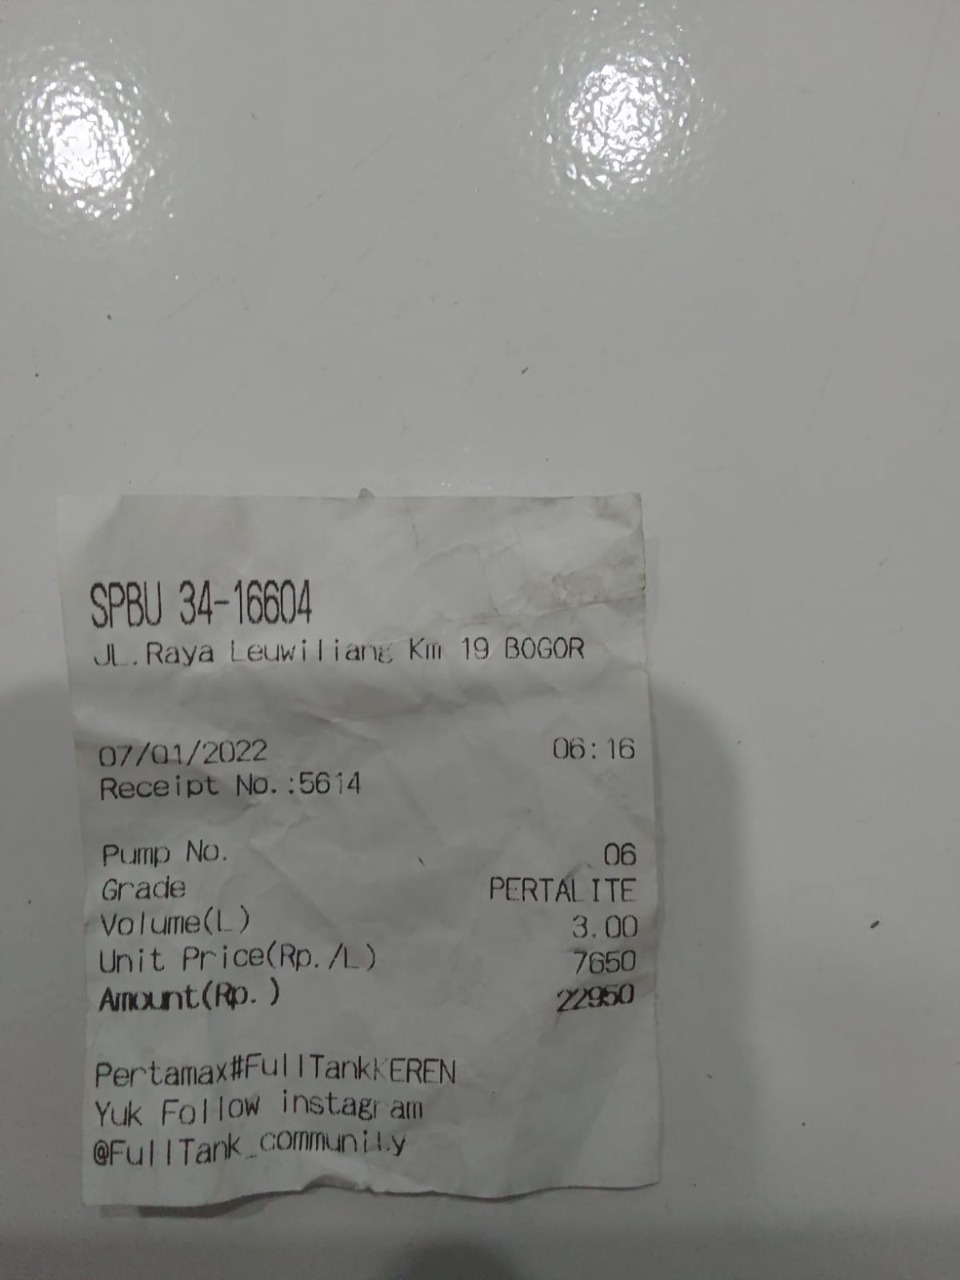 SPBU 34-16604
JL.Raya Leuwiliang Km 19 BOGOR
07/01/2022 06:16
Receipt No.:5614
Pump No. 06
Grade PERTALITE
Volume(L) 3.00
Unit Price(Rp./L) 7650
Amount(Rp. ) 22950
Pertamax#FullTankKEREN
Yuk Follow instagram
@FullTank_community